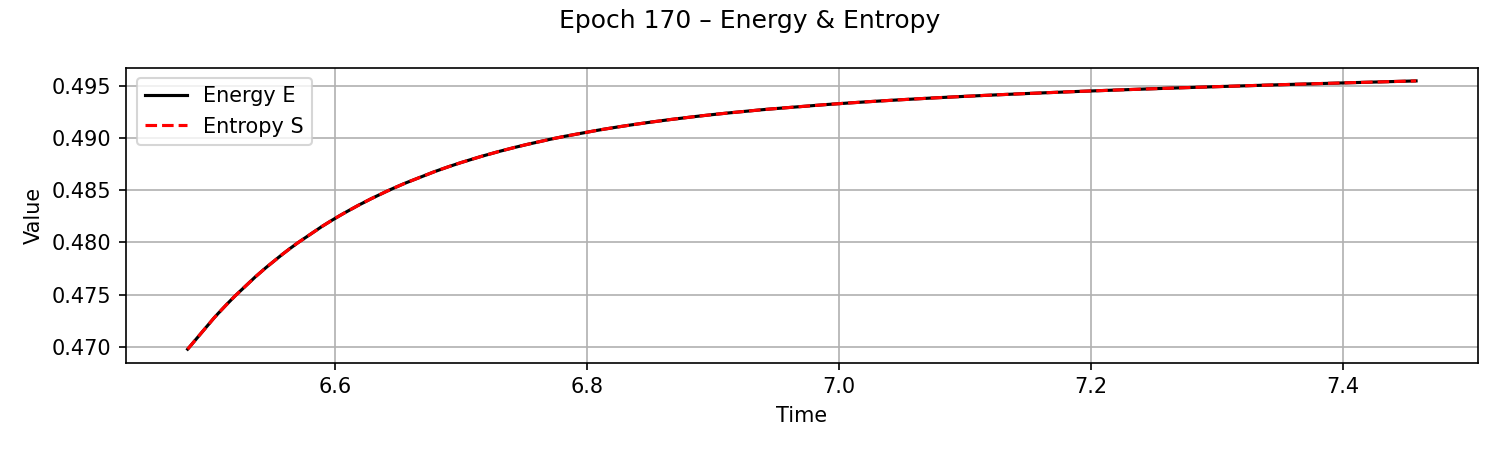 Epoch 170 – Energy & Entropy
Energy E
Entropy S
Value
0.495
0.490
0.485
0.480
0.475
0.470
6.6 6.8 7.0 7.2 7.4
Time